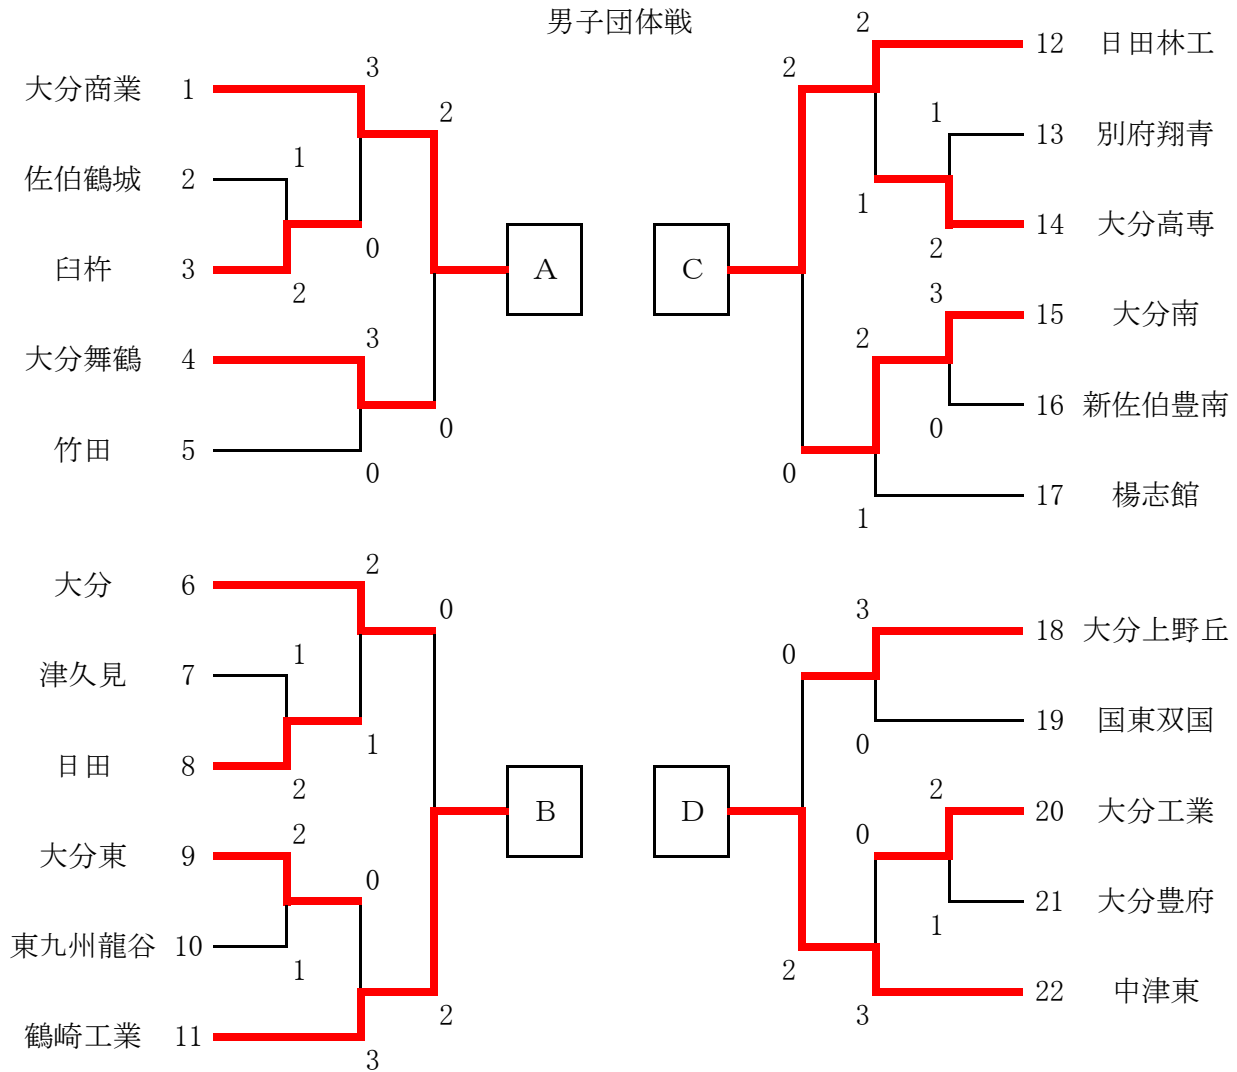 男子団体戦
大分商業 1
佐伯鶴城 2
臼杵 3
大分舞鶴 4
竹田 5
3
1
2
0
2
3
0
0
A
大分 6
津久見 7
日田 8
大分東 9
東九州龍谷 10
鶴崎工業 11
2
0
1
1
2
2
0
1
2
3
B
2
2
1
1
2
3
2
0
0
1
C
12 日田林工
13 別府翔青
14 大分高専
15 大分南
16 新佐伯豊南
17 楊志館
3
0
0
2
0
1
2
3
D
18 大分上野丘
19 国東双国
20 大分工業
21 大分豊府
22 中津東